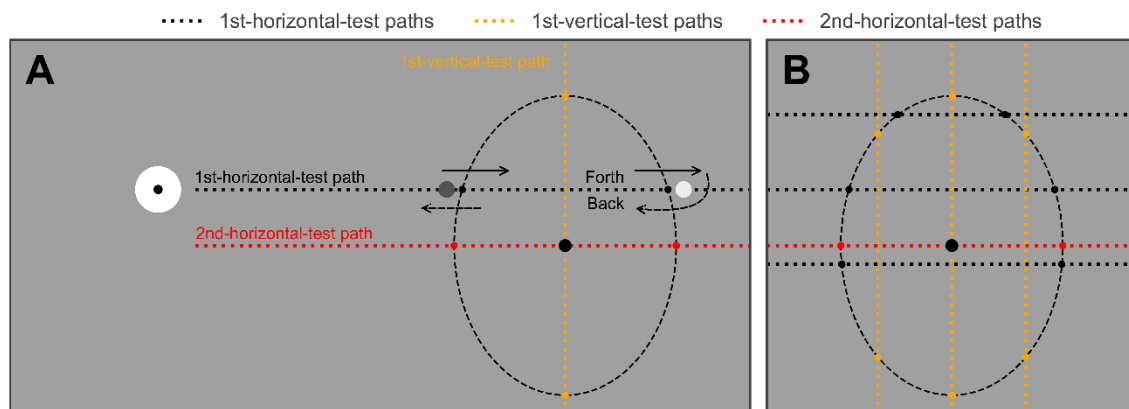 1st-horizontal-test paths 1st-vertical-test paths 2nd-horizontal-test paths
A
1st-vertical-test path
B
1st-horizontal-test path
Forth
Back
2nd-horizontal-test path